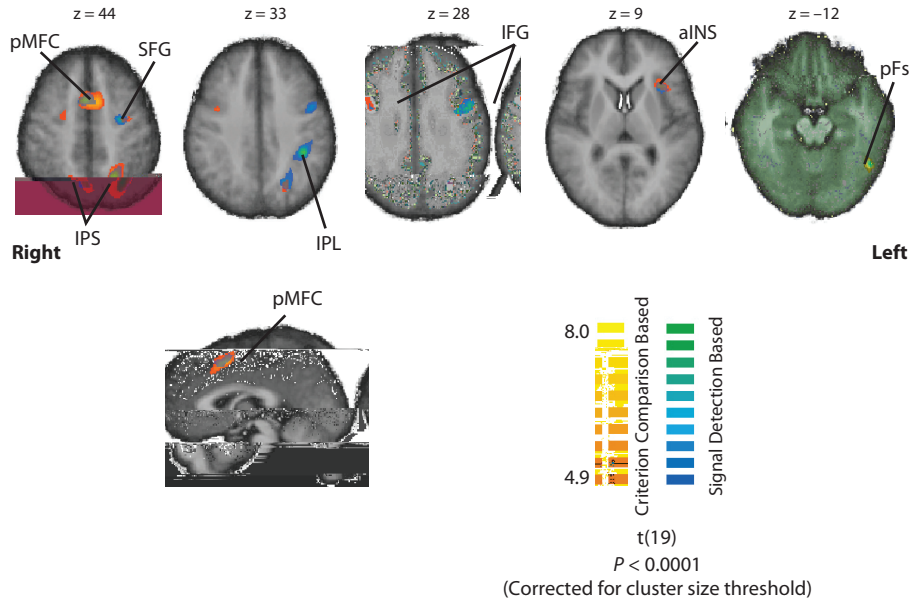 z = 44
z = 33
z = 28
z = 9
z = –12
pMFC
SFG
IFG
aINS
pFs
IPS
IPL
Right
Left
pMFC
8.0
4.9
Criterion Comparison Based
Signal Detection Based
t(19)
P < 0.0001
(Corrected for cluster size threshold)